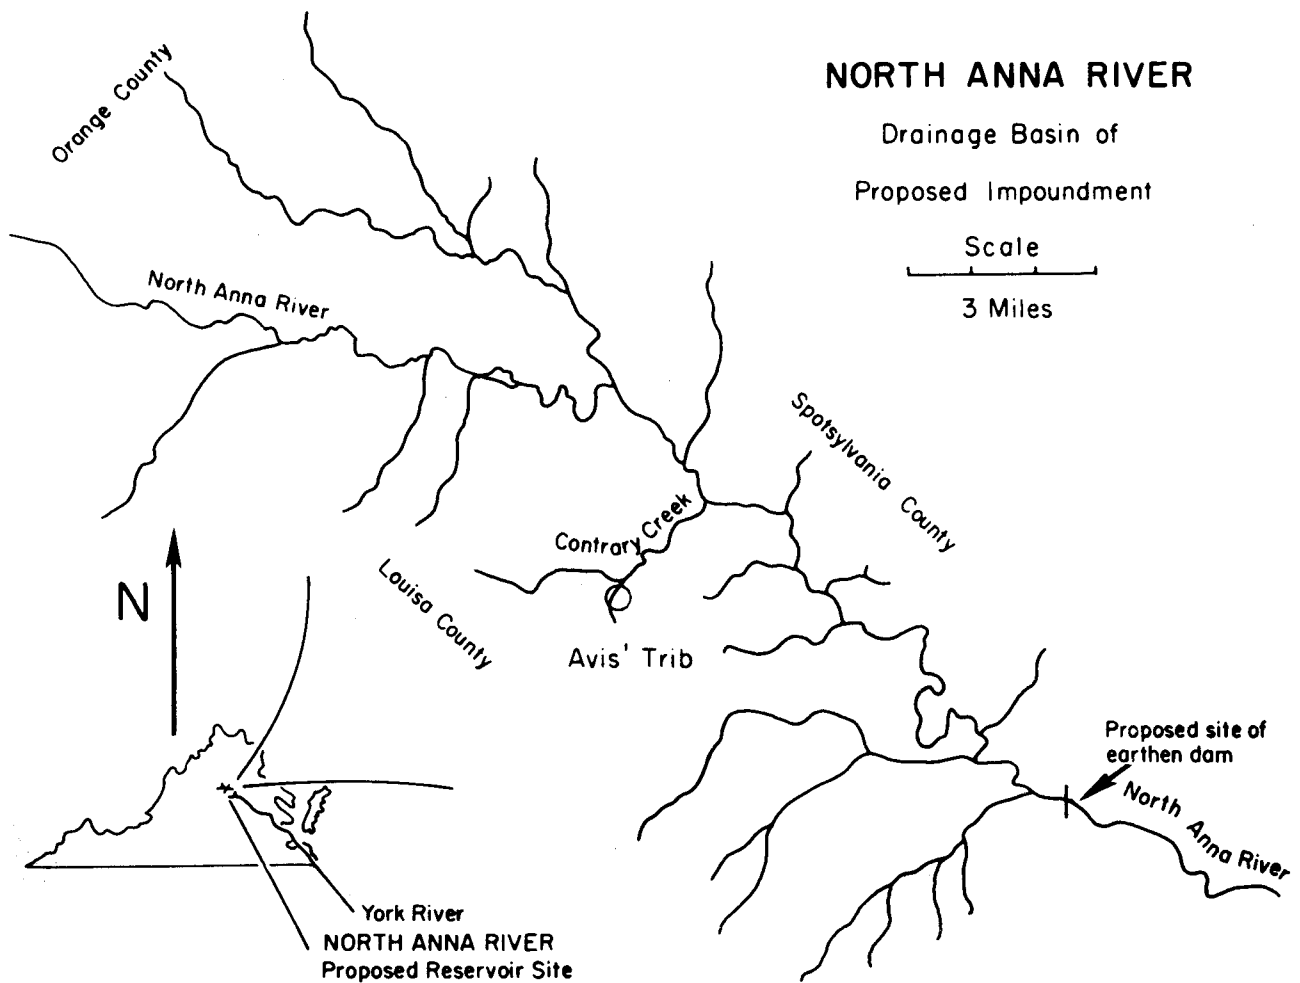 NORTH ANNA RIVER
Drainage Basin of
Proposed Impoundment
Scale
3 Miles
Orange County
North Anna River
Spotsylvania County
Contrary Creek
Louisa County
Avis' Trib
N
Proposed site of
earthen dam
North Anna River
York River
NORTH ANNA RIVER
Proposed Reservoir Site